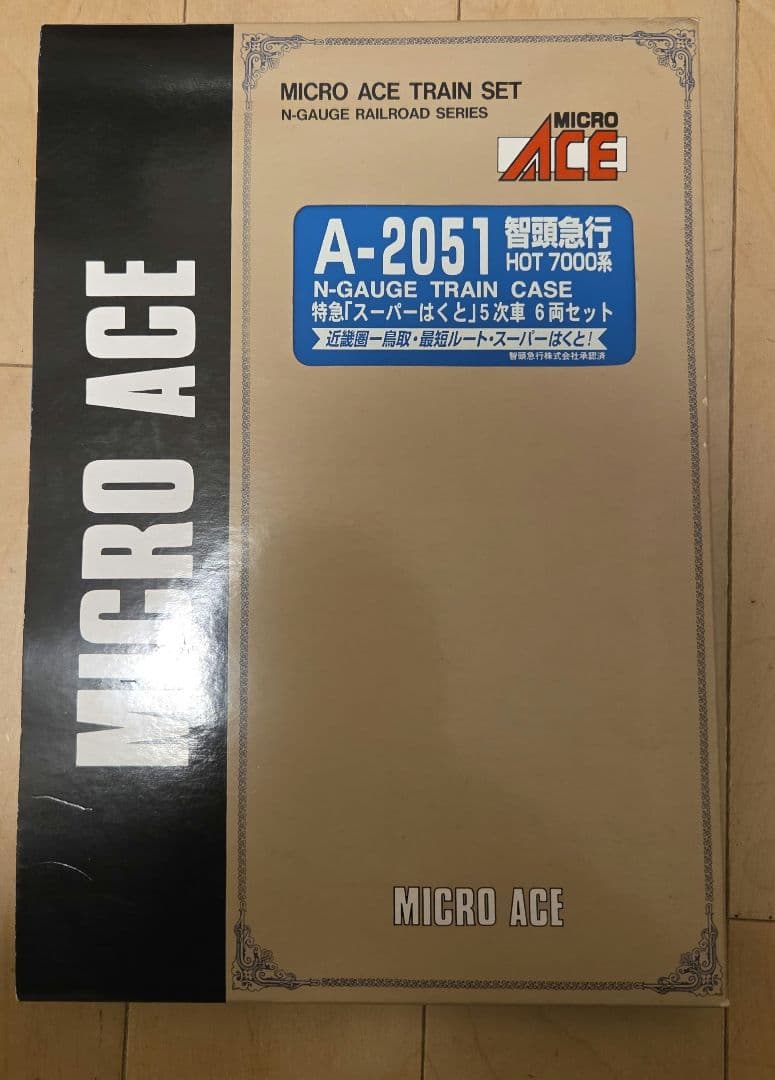 MICRO ACE
MICRO ACE TRAIN SET
N-GAUGE RAILROAD SERIES
MICRO
ACE
A-2051 智頭急行
HOT 7000系
N-GAUGE TRAIN CASE
特急「スーパーはくと」5次車 6両セット
近畿圏ー鳥取・最短ルート・スーパーはくと!
智頭急行株式会社承認済
MICRO ACE